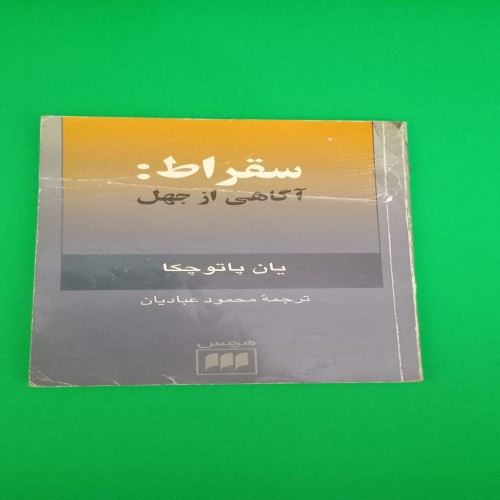 سقراط:
آگاهی از جهل
یان پاتوچکا
ترجمهٔ محمود عبادیان
هرمس